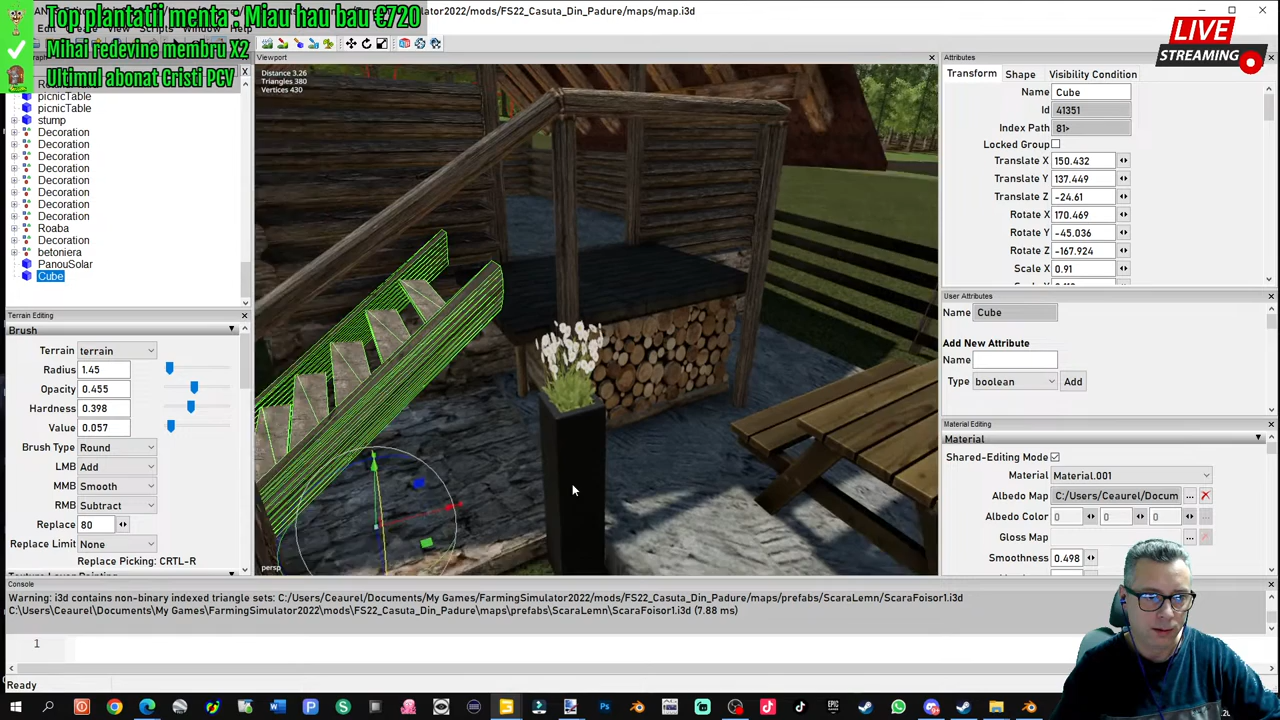 Top plantatii menta : Miau hau bau €720
Mihai redevine membru X2
Ultimul abonat Cristi PCV
ator2022/mods/FS22_Casuta_Din_Padure/maps/map.i3d
LIVE
STREAMING
Scripts Window Help
Viewport
Distance 3.26
Triangles 380
Vertices 430
persp
picnicTable
picnicTable
stump
Decoration
Decoration
Decoration
Decoration
Decoration
Decoration
Decoration
Decoration
Roaba
Decoration
betoniera
PanouSolar
Cube
Terrain Editing
Brush
Terrain terrain
Radius 1.45
Opacity 0.455
Hardness 0.398
Value 0.057
Brush Type Round
LMB Add
MMB Smooth
RMB Subtract
Replace 80
Replace Limit None
Replace Picking: CRTL-R
Texture Layer Painting
Attributes
Transform Shape Visibility Condition
Name Cube
Id 41351
Index Path 81>
Locked Group
Translate X 150.432
Translate Y 137.449
Translate Z -24.61
Rotate X 170.469
Rotate Y -45.036
Rotate Z -167.924
Scale X 0.91
User Attributes
Name Cube
Add New Attribute
Name
Type boolean Add
Material Editing
Material
Shared-Editing Mode
Material Material.001
Albedo Map C:/Users/Ceaurel/Docum ...
Albedo Color 0 0 0 ...
Gloss Map ...
Smoothness 0.498
Console
Warning: i3d contains non-binary indexed triangle sets: C:/Users/Ceaurel/Documents/My Games/FarmingSimulator2022/mods/FS22_Casuta_Din_Padure/maps/prefabs/ScaraLemn/ScaraFoisor1.i3d
C:\Users\Ceaurel\Documents\My Games\FarmingSimulator2022\mods\FS22_Casuta_Din_Padure\maps\prefabs\ScaraLemn\ScaraFoisor1.i3d (7.88 ms)
1
Ready